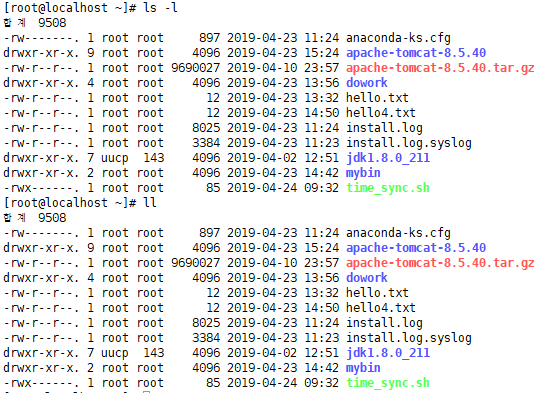 [root@localhost ~]# ls -l
합계 9508
-rw-------. 1 root root     897 2019-04-23 11:24 anaconda-ks.cfg
drwxr-xr-x. 9 root root    4096 2019-04-23 15:24 apache-tomcat-8.5.40
-rw-r--r--. 1 root root 9690027 2019-04-10 23:57 apache-tomcat-8.5.40.tar.gz
drwxr-xr-x. 4 root root    4096 2019-04-23 13:56 dowork
-rw-r--r--. 1 root root      12 2019-04-23 13:32 hello.txt
-rw-r--r--. 1 root root      12 2019-04-23 14:50 hello4.txt
-rw-r--r--. 1 root root    8025 2019-04-23 11:24 install.log
-rw-r--r--. 1 root root    3384 2019-04-23 11:23 install.log.syslog
drwxr-xr-x. 7 uucp  143    4096 2019-04-02 12:51 jdk1.8.0_211
drwxr-xr-x. 2 root root    4096 2019-04-23 14:42 mybin
-rwx------. 1 root root      85 2019-04-24 09:32 time_sync.sh
[root@localhost ~]# ll
합계 9508
-rw-------. 1 root root     897 2019-04-23 11:24 anaconda-ks.cfg
drwxr-xr-x. 9 root root    4096 2019-04-23 15:24 apache-tomcat-8.5.40
-rw-r--r--. 1 root root 9690027 2019-04-10 23:57 apache-tomcat-8.5.40.tar.gz
drwxr-xr-x. 4 root root    4096 2019-04-23 13:56 dowork
-rw-r--r--. 1 root root      12 2019-04-23 13:32 hello.txt
-rw-r--r--. 1 root root      12 2019-04-23 14:50 hello4.txt
-rw-r--r--. 1 root root    8025 2019-04-23 11:24 install.log
-rw-r--r--. 1 root root    3384 2019-04-23 11:23 install.log.syslog
drwxr-xr-x. 7 uucp  143    4096 2019-04-02 12:51 jdk1.8.0_211
drwxr-xr-x. 2 root root    4096 2019-04-23 14:42 mybin
-rwx------. 1 root root      85 2019-04-24 09:32 time_sync.sh